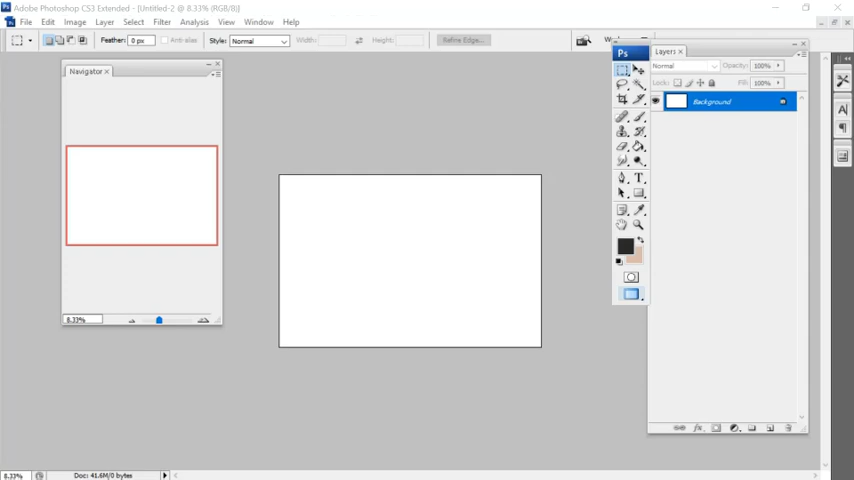 Adobe Photoshop CS3 Extended - [Untitled-2 @ 8.33% (RGB/8)]
File Edit Image Layer Select Filter Analysis View Window Help
Feather: 0 px Anti-alias Style: Normal Width: Height: Refine Edge...
Navigator ×
Ps
Layers ×
Normal Opacity: 100%
Lock: Fill: 100%
Background
8.33%
8.33% Doc: 41.6M/0 bytes